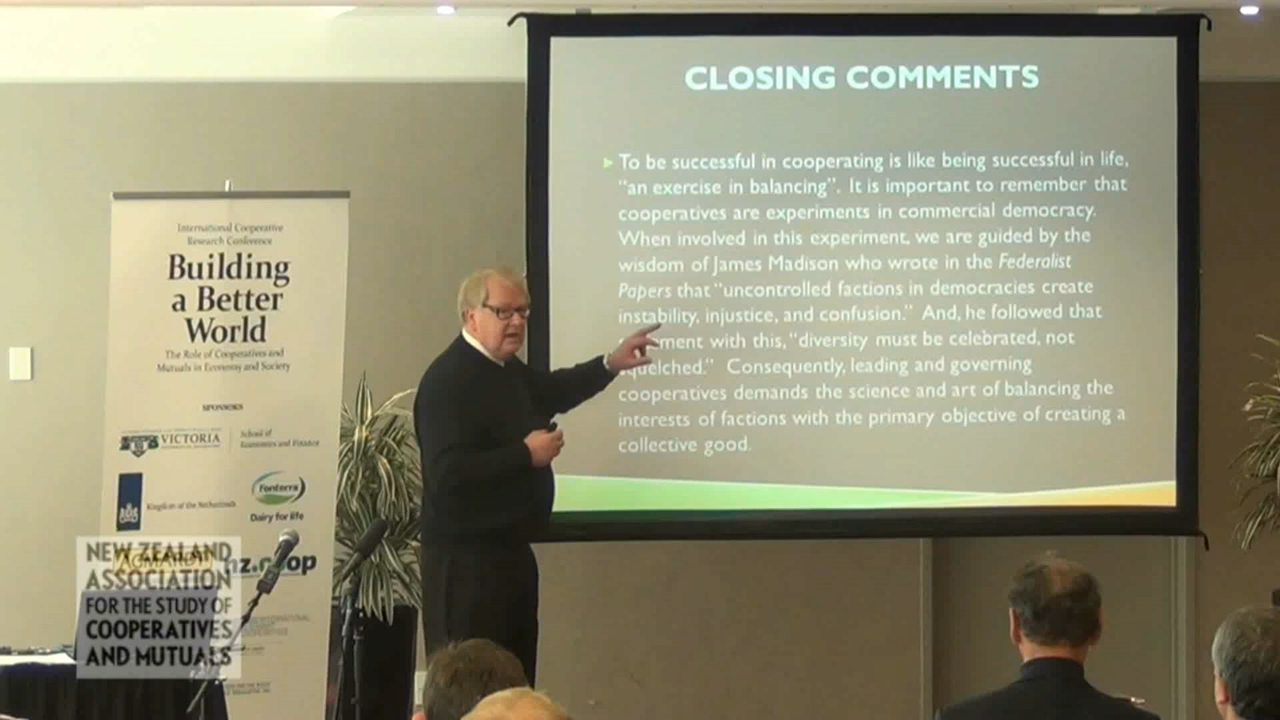 CLOSING COMMENTS
To be successful in cooperating is like being successful in life,
"an exercise in balancing". It is important to remember that
cooperatives are experiments in commercial democracy.
When involved in this experiment, we are guided by the
wisdom of James Madison who wrote in the Federalist
Papers that "uncontrolled factions in democracies create
instability, injustice, and confusion." And, he followed that
ment with this, "diversity must be celebrated, not
squelched." Consequently, leading and governing
cooperatives demands the science and art of balancing the
interests of factions with the primary objective of creating a
collective good.
International Cooperative
Research Conference
Building
a Better
World
The Role of Cooperatives and
Mutuals in Economy and Society
SPONSORS
VICTORIA
School of
Economics and Finance
Kingdom of the Netherlands
Fonterra
Dairy for life
AGMARDT
nz.coop
NEW ZEALAND
ASSOCIATION
FOR THE STUDY OF
COOPERATIVES
AND MUTUALS